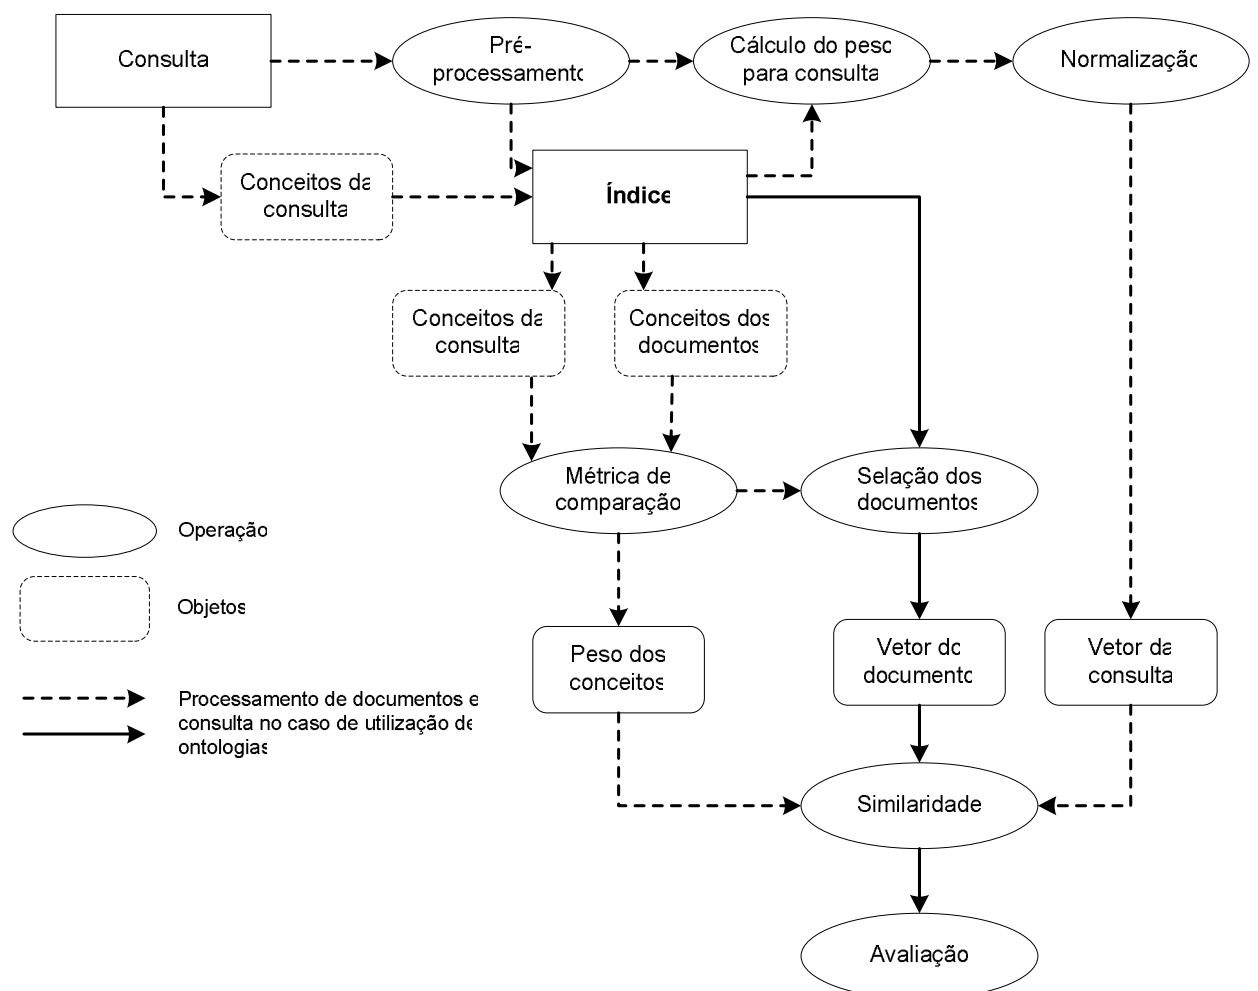 Consulta
Pré-
processamento
Cálculo do peso
para consulta
Normalização
Conceitos da
consulta
Índice
Conceitos da
consulta
Conceitos dos
documentos
Métrica de
comparação
Selação dos
documentos
Operação
Objetos
Peso dos
conceitos
Vetor do
documento
Vetor da
consulta
Processamento de documentos e
consulta no caso de utilização de
ontologias
Similaridade
Avaliação